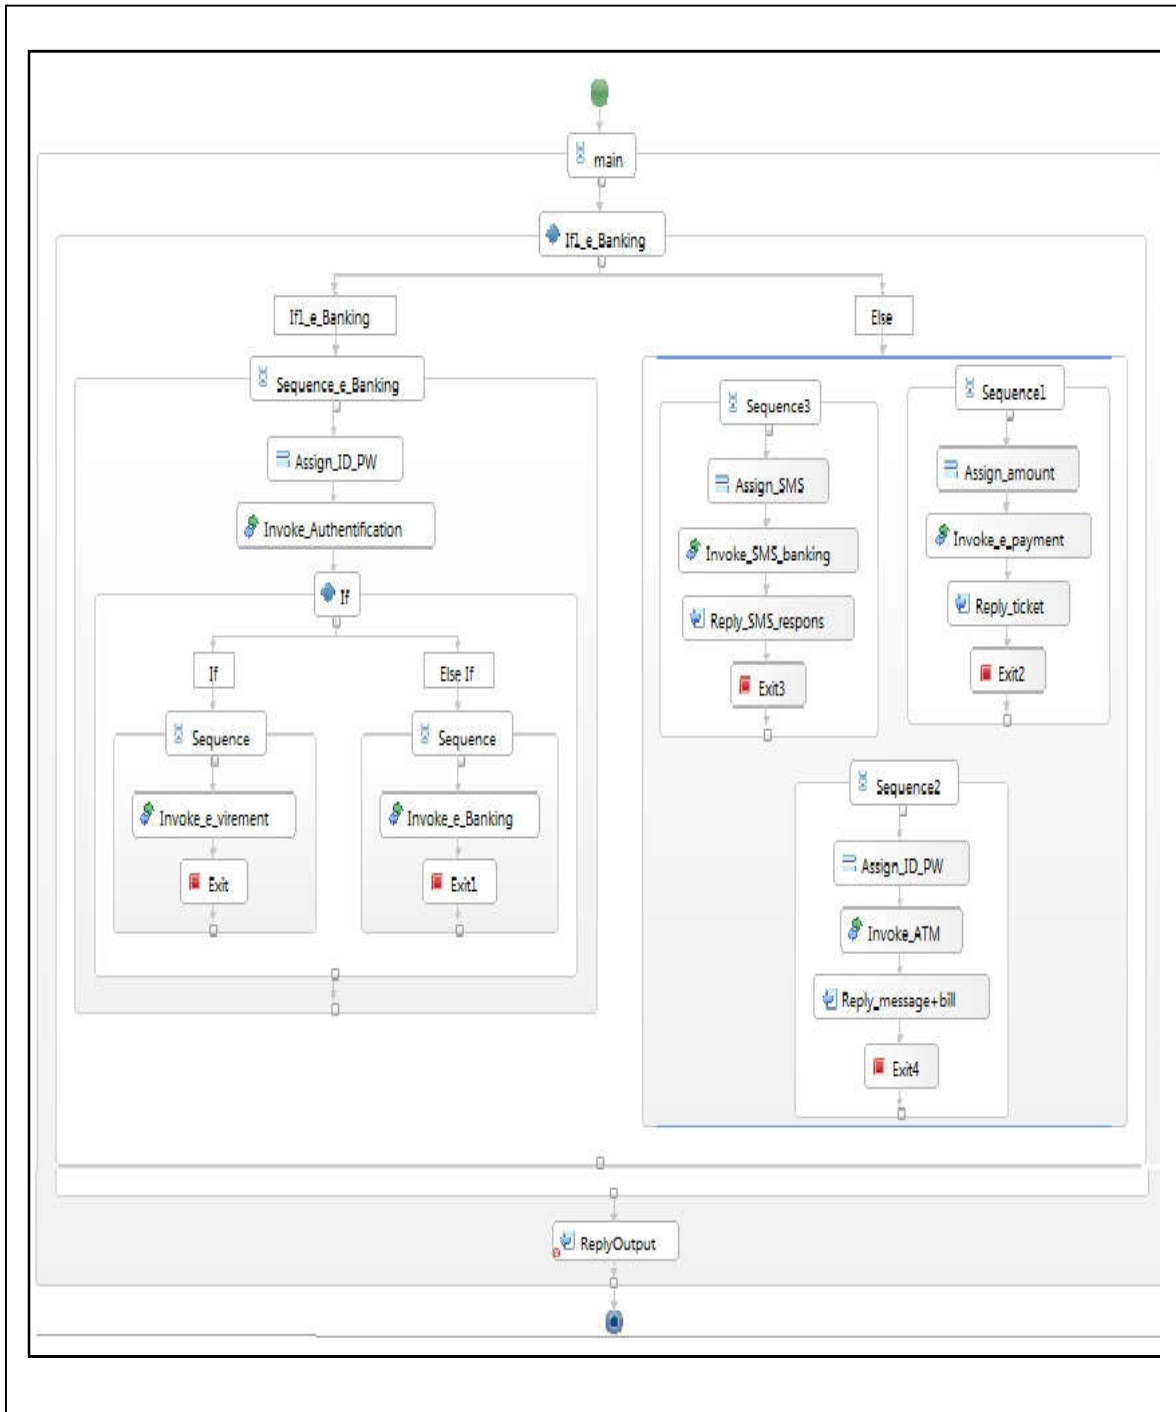 main
If1_e_Banking
If1_e_Banking
Else
Sequence_e_Banking
Assign_ID_PW
Invoke_Authentification
If
If
Else If
Sequence
Sequence
Invoke_e_virement
Invoke_e_Banking
Exit
Exit1
Sequence3
Assign_SMS
Invoke_SMS_banking
Reply_SMS_respons
Exit3
Sequence1
Assign_amount
Invoke_e_payment
Reply_ticket
Exit2
Sequence2
Assign_ID_PW
Invoke_ATM
Reply_message+bill
Exit4
ReplyOutput